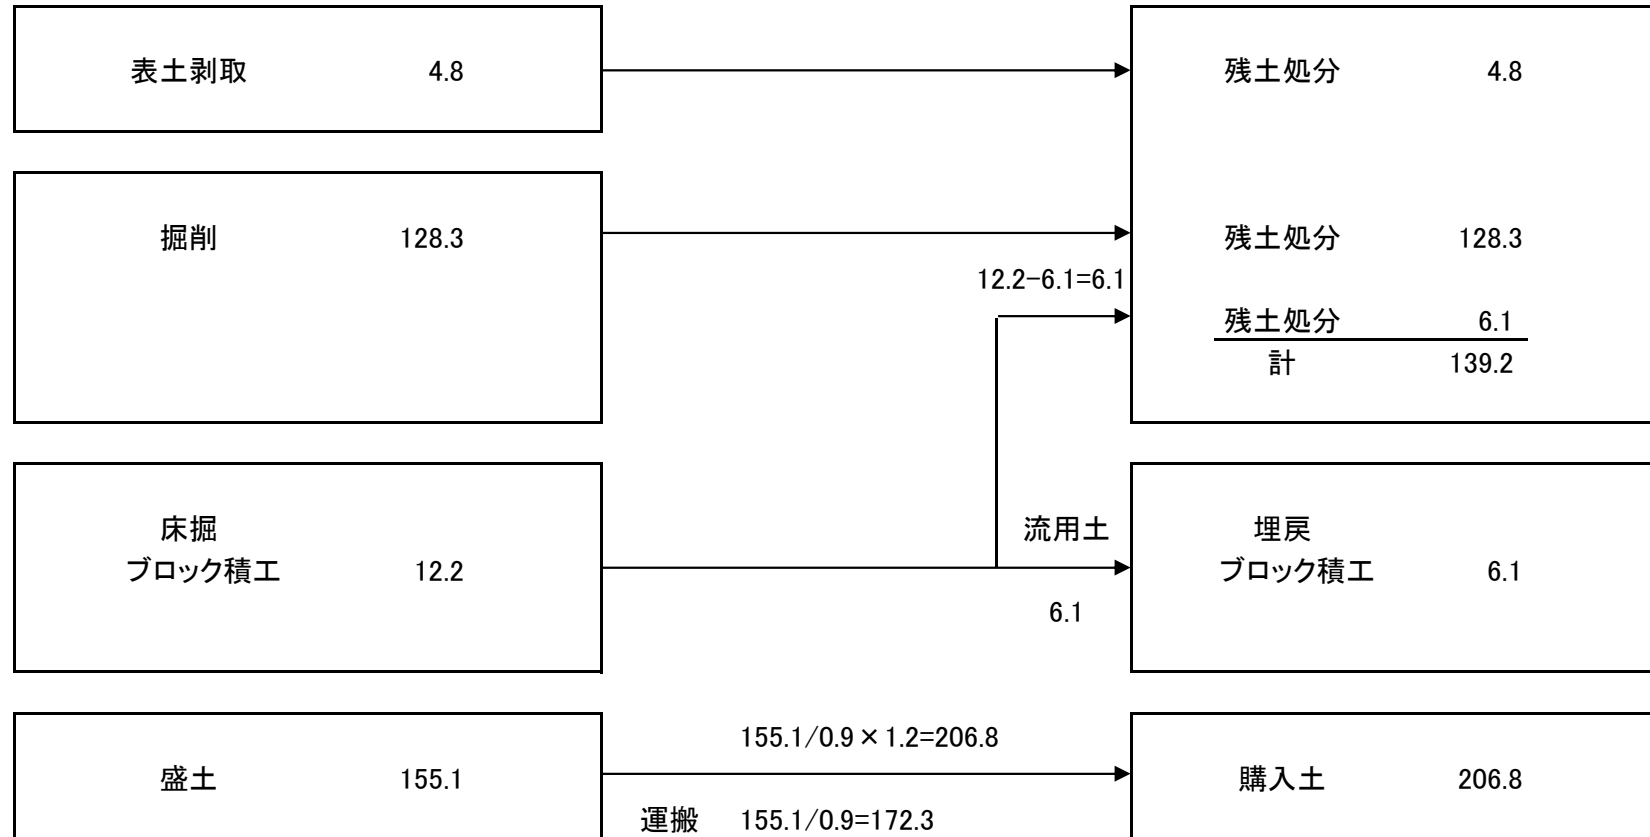 表土剥取 4.8
残土処分 4.8
掘削 128.3
残土処分 128.3
12.2-6.1=6.1
残土処分 6.1
計 139.2
床掘
ブロック積工 12.2
流用土
6.1
埋戻
ブロック積工 6.1
盛土 155.1
155.1/0.9×1.2=206.8
運搬 155.1/0.9=172.3
購入土 206.8